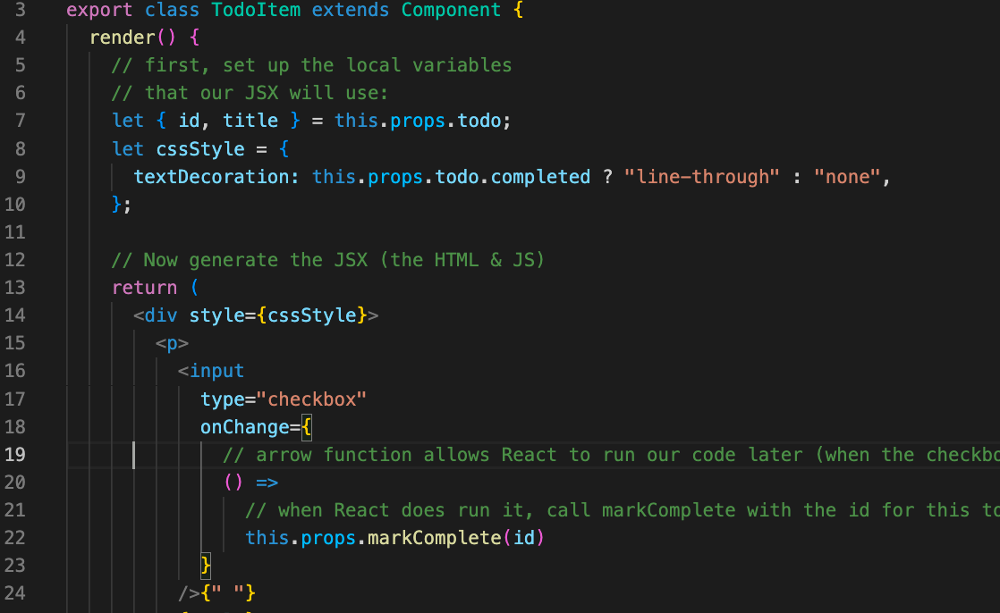 3 export class TodoItem extends Component {
4 render() {
5 // first, set up the local variables
6 // that our JSX will use:
7 let { id, title } = this.props.todo;
8 let cssStyle = {
9 textDecoration: this.props.todo.completed ? "line-through" : "none",
10 };
11
12 // Now generate the JSX (the HTML & JS)
13 return (
14 <div style={cssStyle}>
15 <p>
16 <input
17 type="checkbox"
18 onChange={
19 // arrow function allows React to run our code later (when the checkbo
20 () =>
21 // when React does run it, call markComplete with the id for this to
22 this.props.markComplete(id)
23 }
24 />{" "}